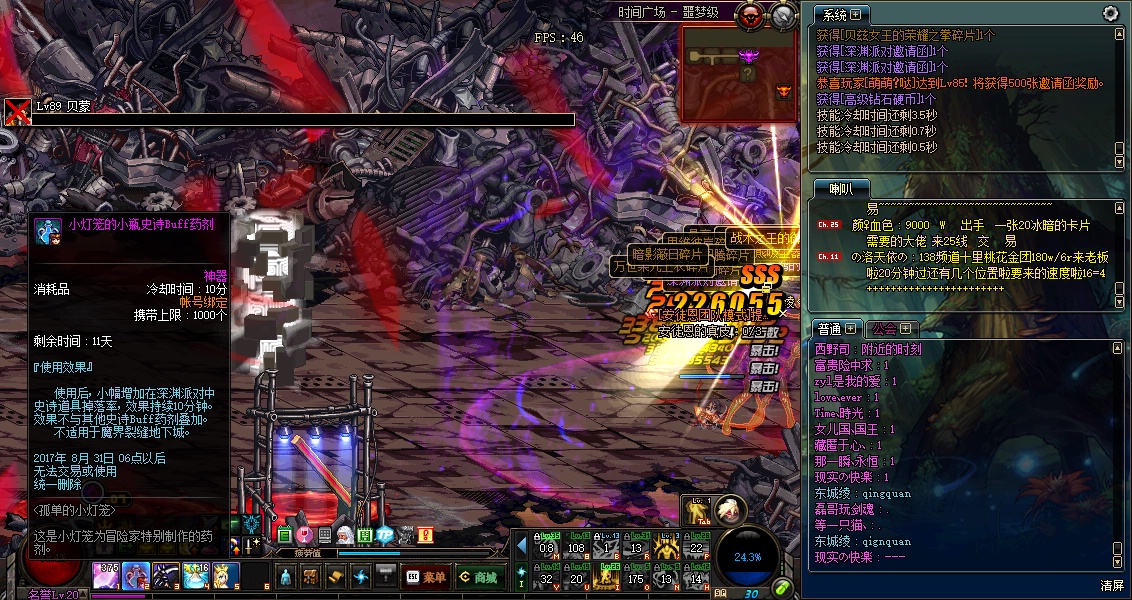 时间广场 - 噩梦级
FPS : 46
Lv89 贝蒙
小灯笼的小瓶史诗Buff药剂
神器
消耗品
冷却时间：10分
帐号绑定
携带上限：1000个
剩余时间：11天
『使用效果』
使用后，小幅增加在深渊派对中
史诗道具掉落率，效果持续10分钟。
效果不与其他史诗Buff药剂叠加。
不适用于魔界裂缝地下城。
2017年 8月 31日 06点以后
无法交易或使用
统一删除
<孤单的小灯笼>
这是小灯笼为冒险家特别制作的药
剂。
SSS
226055
暴击!
暴击!
暴击!
疲劳值
菜单
商城
24.3%
名誉Lv.20
系统
获得[贝兹女王的荣耀之拳碎片]1个
获得[深渊派对邀请函]1个
获得[深渊派对邀请函]1个
恭喜玩家[萌萌?哒]达到Lv85! 将获得500张邀请函奖励。
获得[高级钻石硬币]1个
技能冷却时间还剩3.5秒
技能冷却时间还剩0.7秒
技能冷却时间还剩0.5秒
喇叭
Ch. 25 颜?血色 : 9000 W 出手 一张20冰暗的卡片
需要的大佬 来25线 交 易
Ch. 11 の洛天依の : 138频道十里桃花金团180w/6r来老板
啦20分钟过还有几个位置啦要来的速度啦16=4
++++++++++++++++++++++
普通
公会
西野司 : 附近的时刻
富贵险中求 : 1
zyl是我的爱 : 1
love.ever : 1
Time、時光 : 1
女儿国、国王 : 1
藏匿于心、 : 1
那一瞬、永恒 : 1
现实の快楽 : 1
东城绫 : qingquan
磊哥玩剑魂 : .
等一只猫、 : .
东城绫 : qignquan
现实の快楽 : ---
清屏